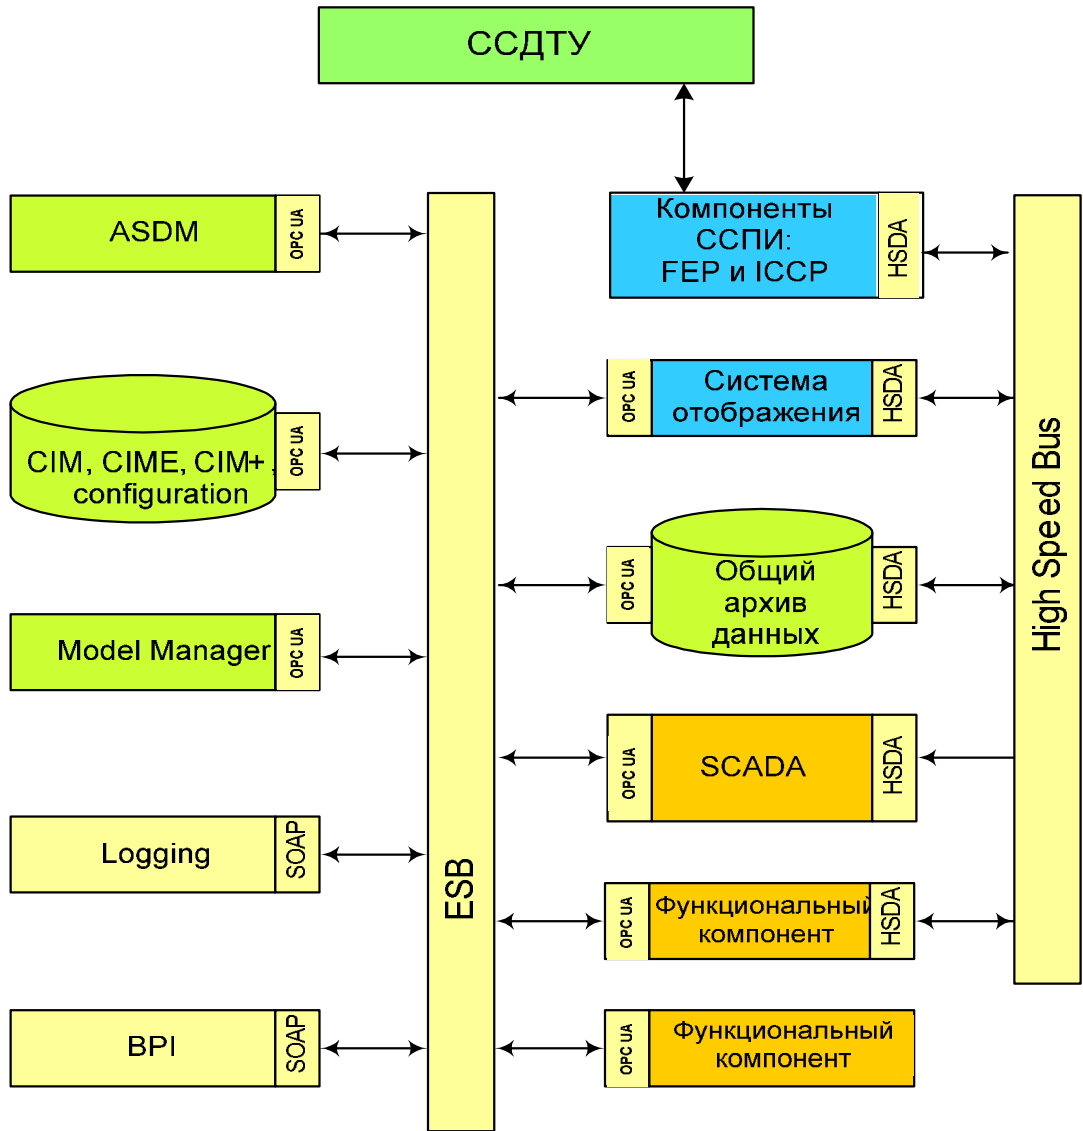 ССДТУ
ASDM
OPC UA
Компоненты
ССПИ:
FEP и ICCP
HSDA
OPC UA
Система
отображения
HSDA
CIM, CIME, CIM+,
configuration
OPC UA
OPC UA
Общий
архив
данных
HSDA
High Speed Bus
Model Manager
OPC UA
OPC UA
SCADA
HSDA
Logging
SOAP
ESB
OPC UA
Функциональный
компонент
HSDA
BPI
SOAP
OPC UA
Функциональный
компонент